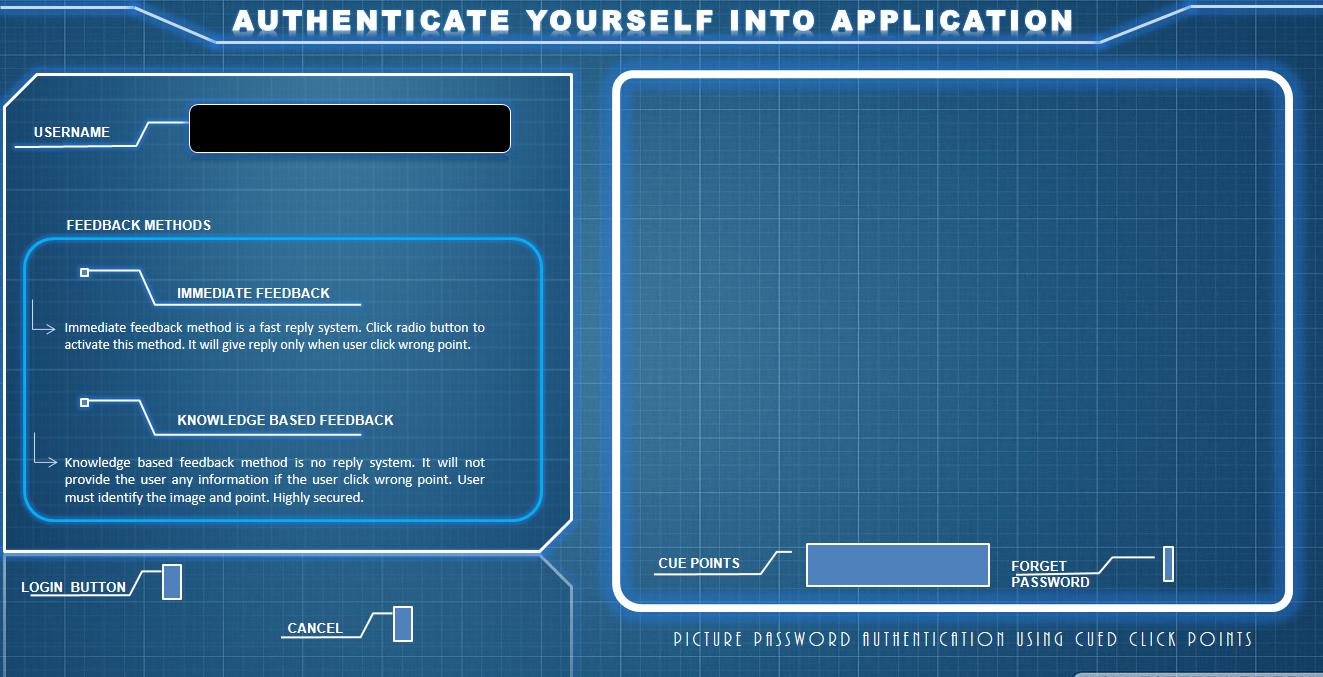 AUTHENTICATE YOURSELF INTO APPLICATION
USERNAME
FEEDBACK METHODS
IMMEDIATE FEEDBACK
Immediate feedback method is a fast reply system. Click radio button to
activate this method. It will give reply only when user click wrong point.
KNOWLEDGE BASED FEEDBACK
Knowledge based feedback method is no reply system. It will not
provide the user any information if the user click wrong point. User
must identify the image and point. Highly secured.
LOGIN BUTTON
CANCEL
CUE POINTS
FORGET
PASSWORD
PICTURE PASSWORD AUTHENTICATION USING CUED CLICK POINTS